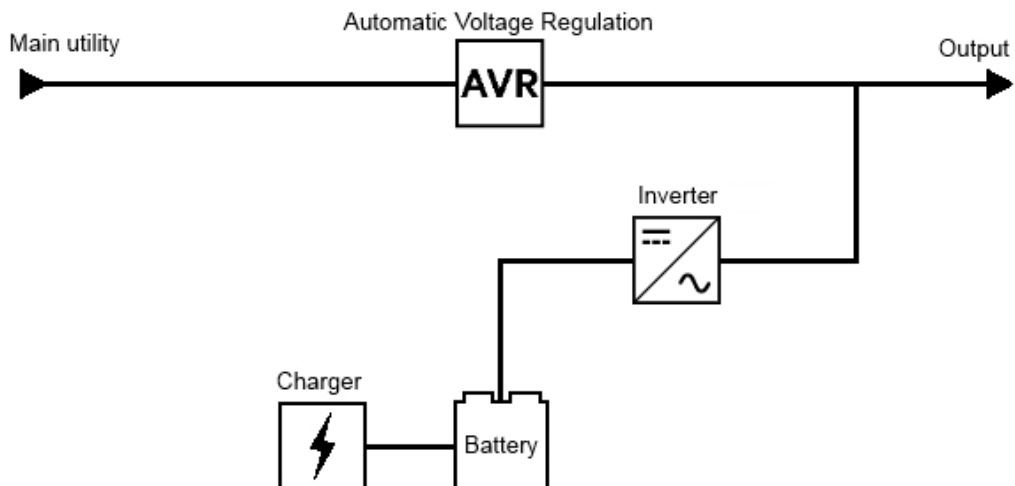 Automatic Voltage Regulation
Main utility
Output
AVR
Inverter
Charger
Battery